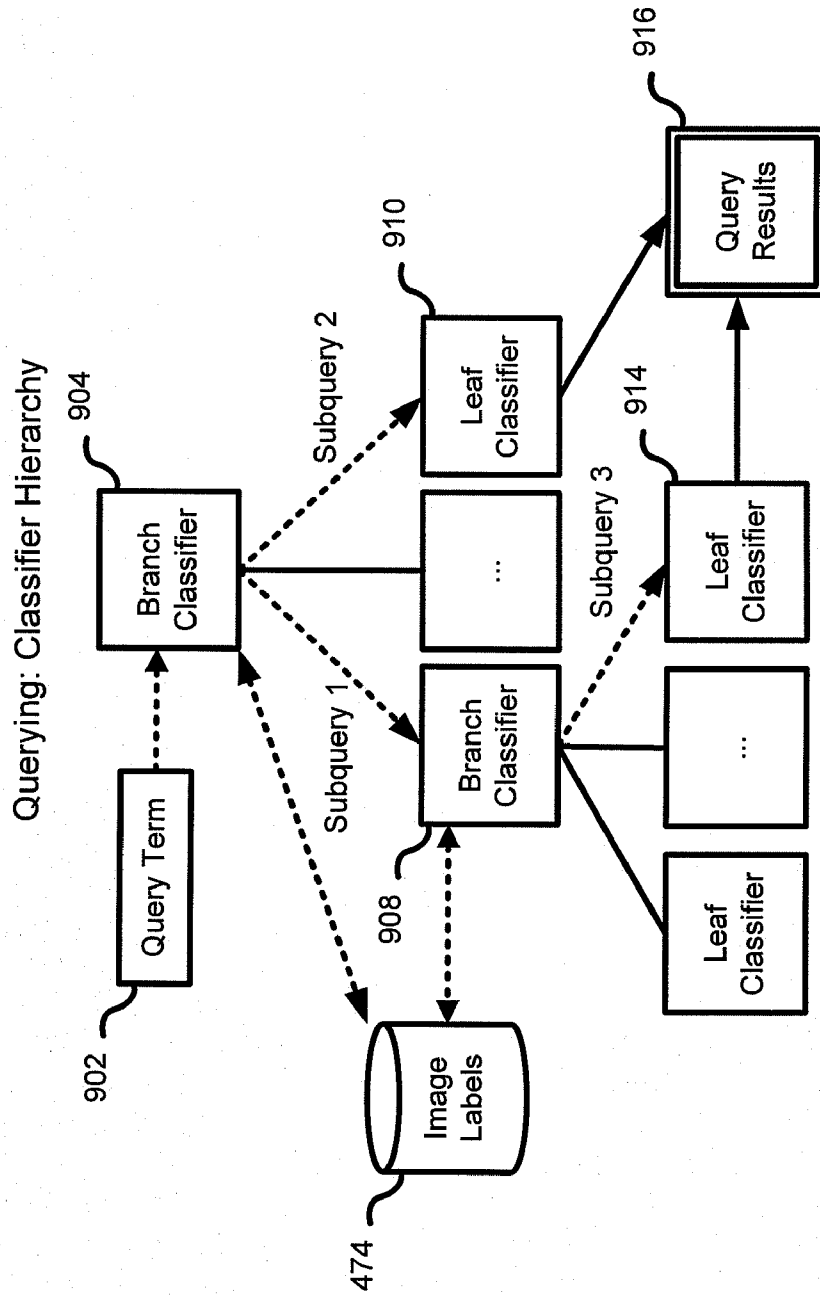 Querying: Classifier Hierarchy
904
902
Query Term
Branch
Classifier
Subquery 1
Subquery 2
910
474
Image
Labels
908
Branch
Classifier
...
Leaf
Classifier
Subquery 3
914
916
Leaf
Classifier
...
Leaf
Classifier
Query
Results